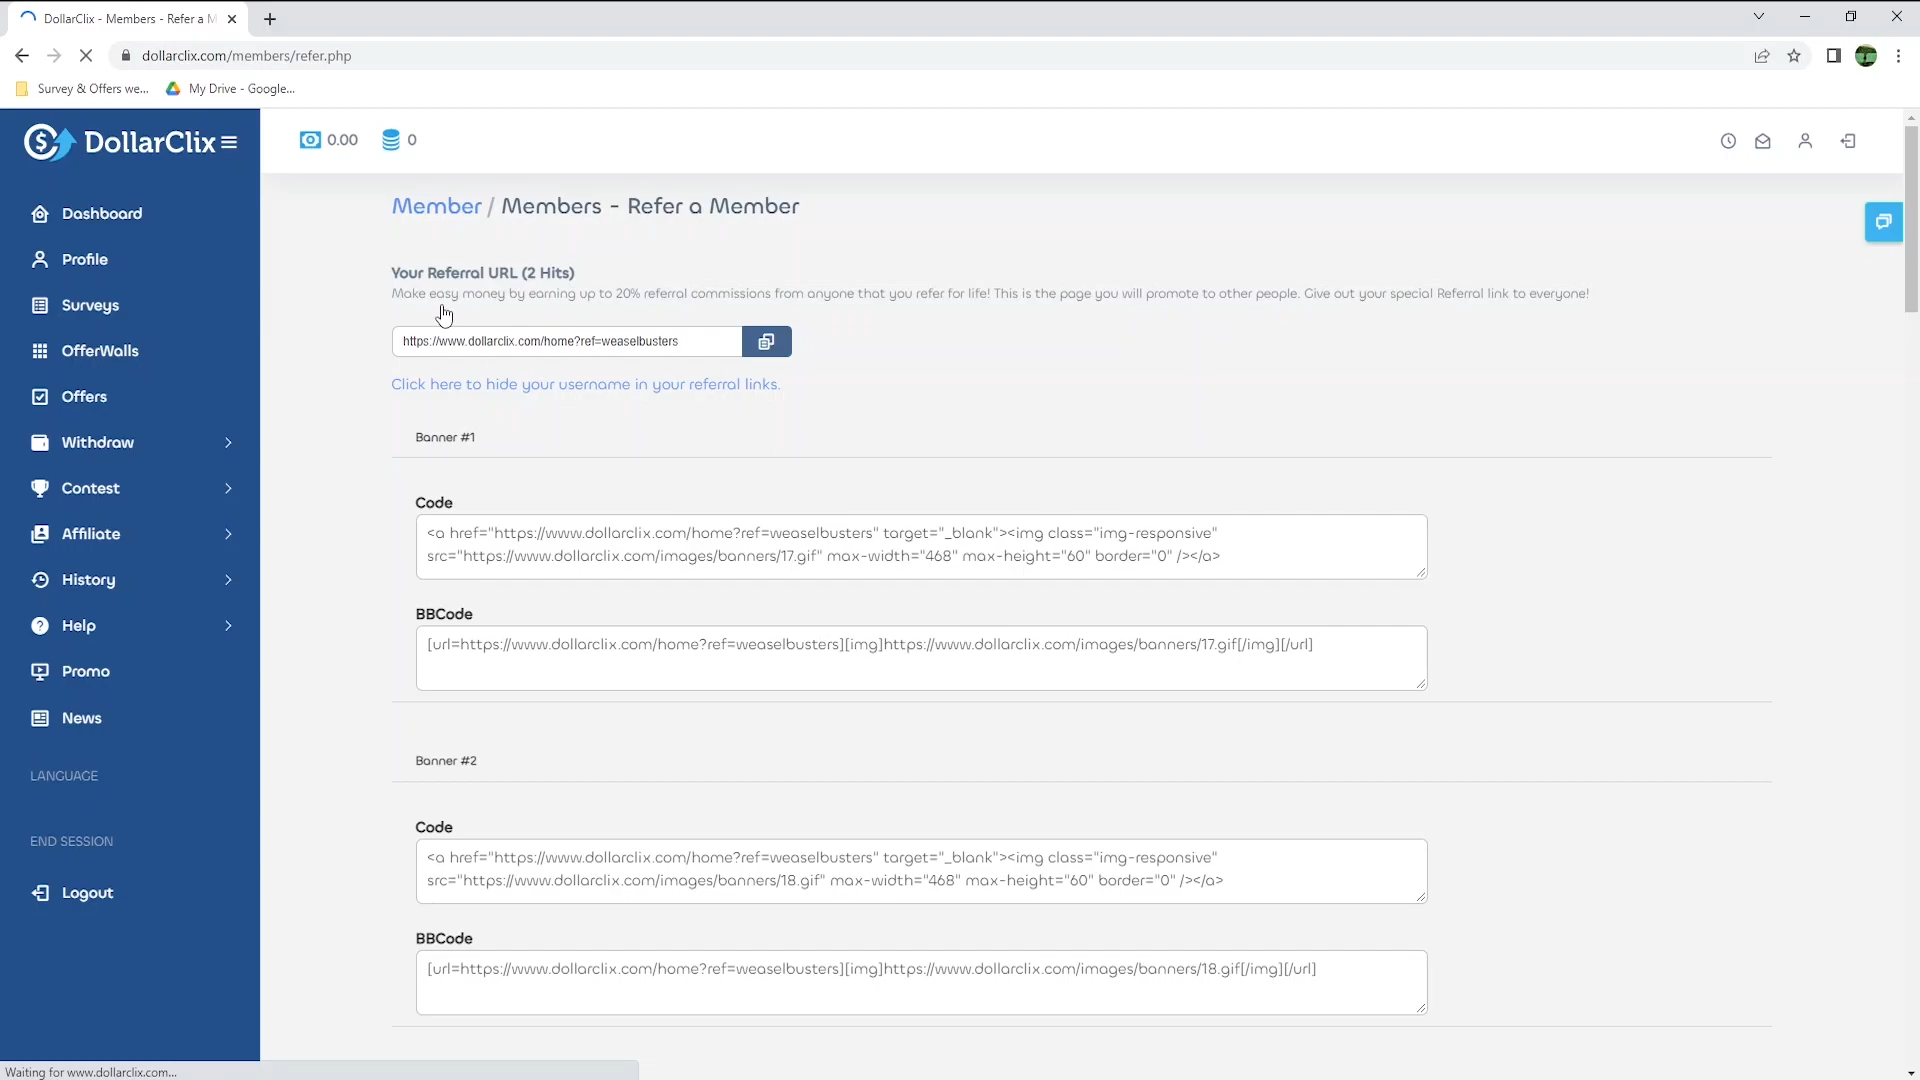 DollarClix - Members - Refer a M
dollarclix.com/members/refer.php
Survey & Offers we...
My Drive - Google...
DollarClix
0.00
0
Dashboard
Profile
Surveys
OfferWalls
Offers
Withdraw
Contest
Affiliate
History
Help
Promo
News
LANGUAGE
END SESSION
Logout
Member / Members - Refer a Member
Your Referral URL (2 Hits)
Make easy money by earning up to 20% referral commissions from anyone that you refer for life! This is the page you will promote to other people. Give out your special Referral link to everyone!
https://www.dollarclix.com/home?ref=weaselbusters
Click here to hide your username in your referral links.
Banner #1
Code
<a href="https://www.dollarclix.com/home?ref=weaselbusters" target="_blank"><img class="img-responsive"
src="https://www.dollarclix.com/images/banners/17.gif" max-width="468" max-height="60" border="0" /></a>
BBCode
[url=https://www.dollarclix.com/home?ref=weaselbusters][img]https://www.dollarclix.com/images/banners/17.gif[/img][/url]
Banner #2
Code
<a href="https://www.dollarclix.com/home?ref=weaselbusters" target="_blank"><img class="img-responsive"
src="https://www.dollarclix.com/images/banners/18.gif" max-width="468" max-height="60" border="0" /></a>
BBCode
[url=https://www.dollarclix.com/home?ref=weaselbusters][img]https://www.dollarclix.com/images/banners/18.gif[/img][/url]
Waiting for www.dollarclix.com...